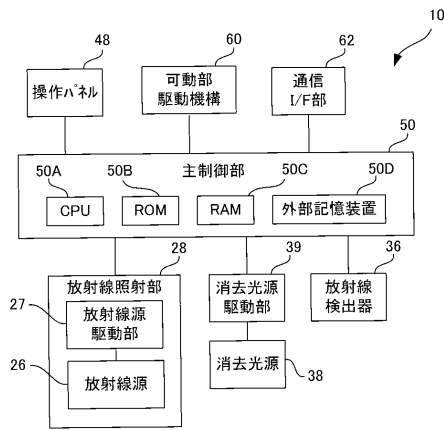 10
48
60
62
操作パネル
可動部
駆動機構
通信
I/F部
50
主制御部
50A
50B
50C
50D
CPU
ROM
RAM
外部記憶装置
28
39
36
放射線照射部
27
放射線源
駆動部
消去光源
駆動部
放射線
検出器
26
放射線源
消去光源
38